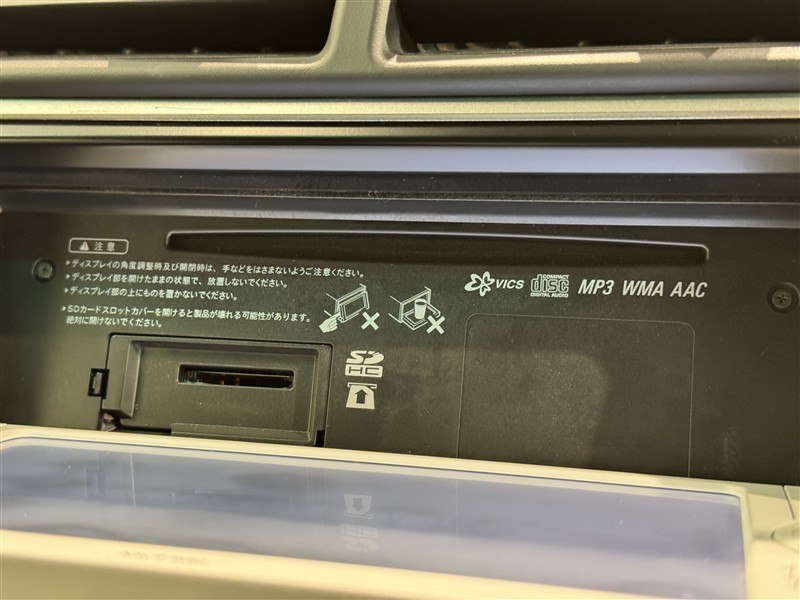 注意
▶ディスプレイの角度調整時及び開閉時は、手などをはさまないようご注意ください。
▶ディスプレイ部を開けたままの状態で、放置しないでください。
▶ディスプレイ部の上にものを置かないでください。
▶SDカードスロットカバーを開けると製品が壊れる可能性があります。
絶対に開けないでください。
VICS COMPACT disc DIGITAL AUDIO MP3 WMA AAC
SD
HC